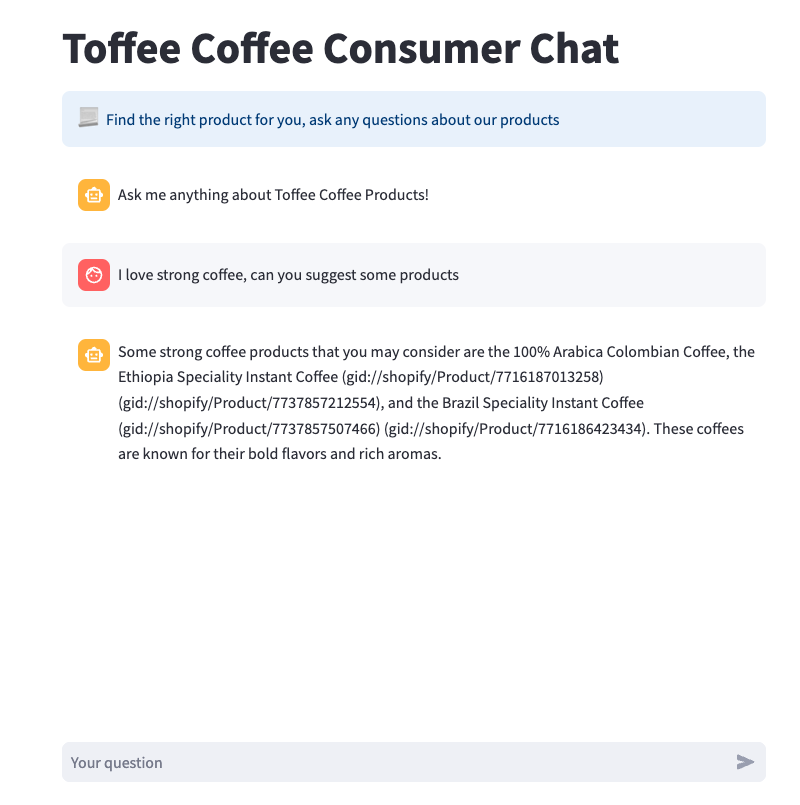 Toffee Coffee Consumer Chat
Find the right product for you, ask any questions about our products
Ask me anything about Toffee Coffee Products!
I love strong coffee, can you suggest some products
Some strong coffee products that you may consider are the 100% Arabica Colombian Coffee, the
Ethiopia Speciality Instant Coffee (gid://shopify/Product/7716187013258)
(gid://shopify/Product/7737857212554), and the Brazil Speciality Instant Coffee
(gid://shopify/Product/7737857507466) (gid://shopify/Product/7716186423434). These coffees
are known for their bold flavors and rich aromas.
Your question